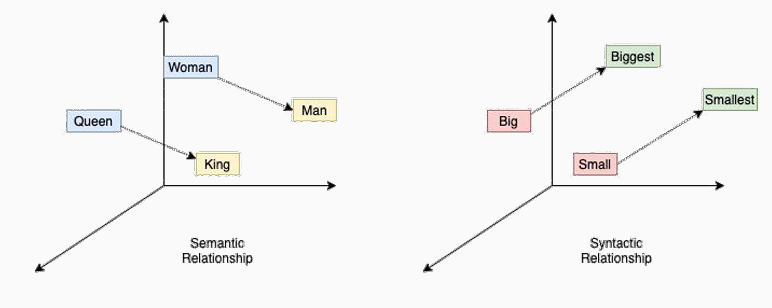 Woman
Man
Queen
King
Semantic
Relationship
Biggest
Smallest
Big
Small
Syntactic
Relationship